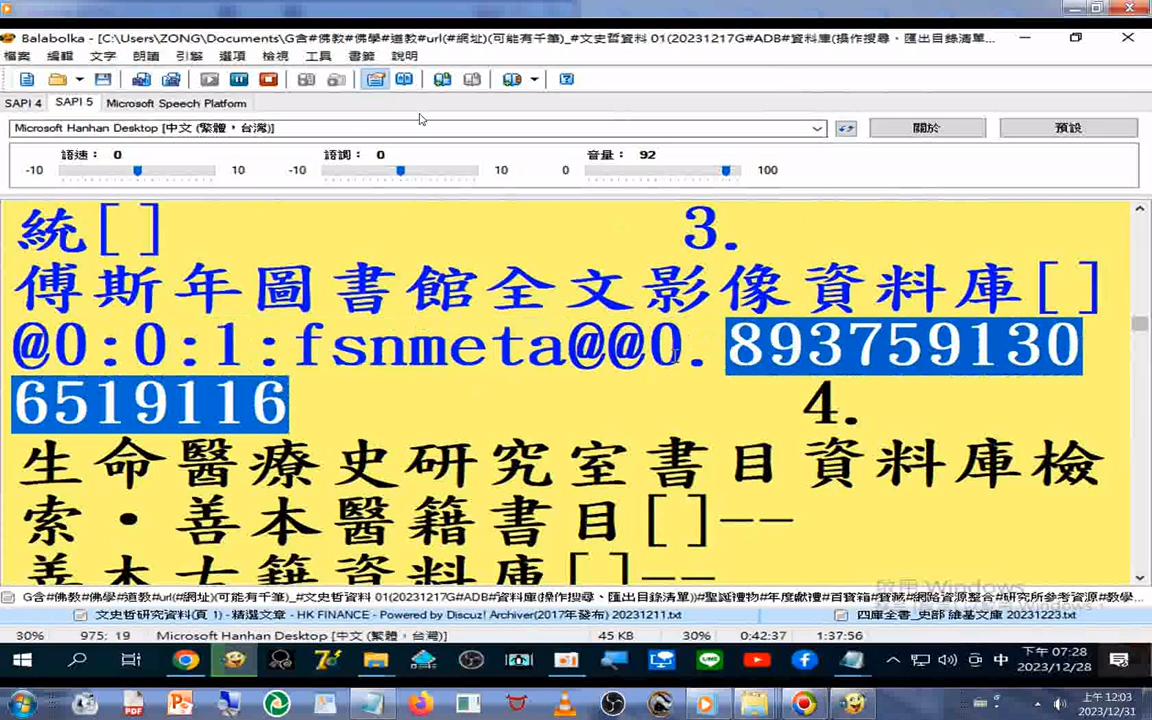 Balabolka - [C:\Users\ZONG\Documents\G含#佛教#佛學#道教#url(#網址)(可能有千筆)_#文史哲資料 01(20231217G#ADB#資料庫(操作搜尋、匯出目錄清單...
檔案 編輯 文字 朗讀 引擎 選項 檢視 工具 書籤 說明
SAPI 4 SAPI 5 Microsoft Speech Platform
Microsoft Hanhan Desktop [中文 (繁體，台灣)] 關於 預設
語速： 0 語調： 0 音量： 92
-10 10 -10 10 0 100
統[] 3.
傅斯年圖書館全文影像資料庫[]
@0:0:1:fsnmeta@@0.893759130
6519116 4.
生命醫療史研究室書目資料庫檢
索‧善本醫籍書目[]--
善本古籍資料庫[]--
啟用 Windows
G含#佛教#佛學#道教#url(#網址)(可能有千筆)_#文史哲資料 01(20231217G#ADB#資料庫(操作搜尋、匯出目錄清單))#聖誕禮物#年度獻禮#百寶箱#寶藏#網路資源整合#研究所參考資源#教學...
文史哲研究資料(頁 1) - 精選文章 - HK FINANCE - Powered by Discuz! Archiver(2017年發布) 20231211.txt 四庫全書_史部 維基文庫 20231223.txt
30% 975: 19 Microsoft Hanhan Desktop [中文 (繁體，台灣)] 45 KB 30% 0:42:37 1:37:56
中 下午 07:28
2023/12/28
上午 12:03
2023/12/31